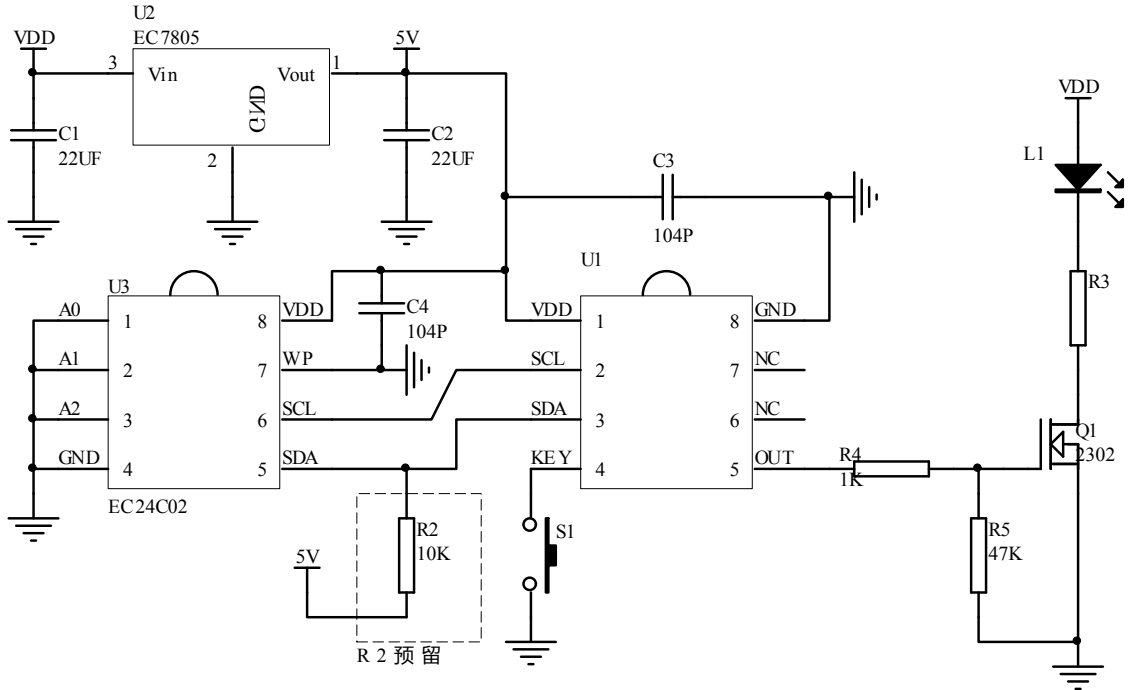 U2
EC7805
VDD
3
Vin
Vout
1
5V
GND
2
C1
22UF
C2
22UF
C3
104P
VDD
L1
R3
U3
A0
1
8
VDD
A1
2
7
WP
A2
3
6
SCL
GND
4
5
SDA
EC24C02
C4
104P
U1
VDD
1
8
GND
SCL
2
7
NC
SDA
3
6
NC
KEY
4
5
OUT
R4
1K
Q1
2302
R5
47K
R2
10K
5V
R2预留
S1